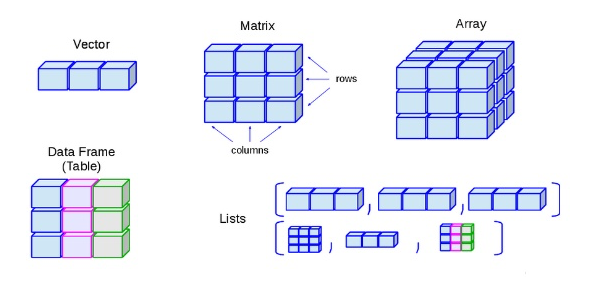 Vector
Matrix
Array
rows
columns
Data Frame
(Table)
Lists